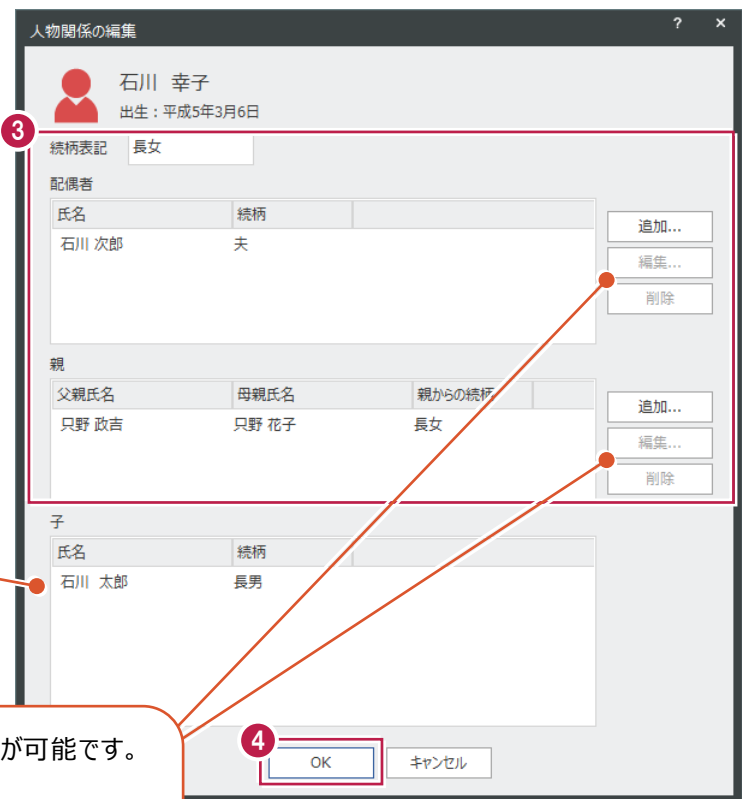 人物関係の編集 ? ×
石川 幸子
出生：平成5年3月6日
3
続柄表記 長女
配偶者
氏名 続柄
石川 次郎 夫
追加...
編集...
削除
親
父親氏名 母親氏名 親からの続柄
只野 政吉 只野 花子 長女
追加...
編集...
削除
子
氏名 続柄
石川 太郎 長男
が可能です。
4
OK キャンセル